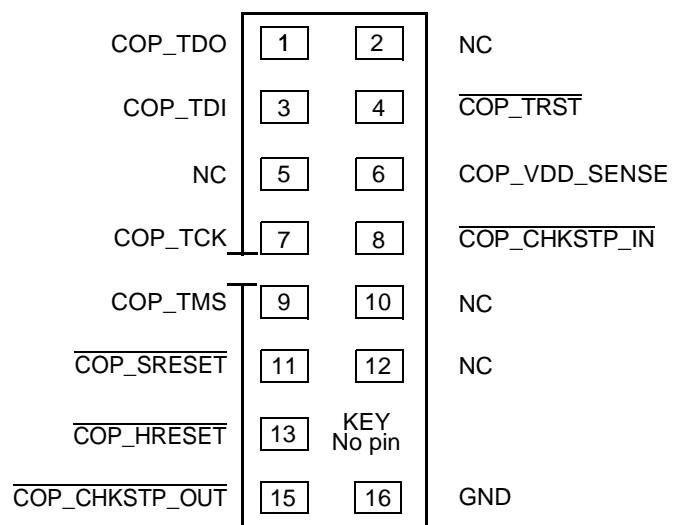 COP_TDO 1 2 NC
COP_TDI 3 4 COP_TRST
NC 5 6 COP_VDD_SENSE
COP_TCK 7 8 COP_CHKSTP_IN
COP_TMS 9 10 NC
COP_SRESET 11 12 NC
COP_HRESET 13 KEY
No pin
COP_CHKSTP_OUT 15 16 GND